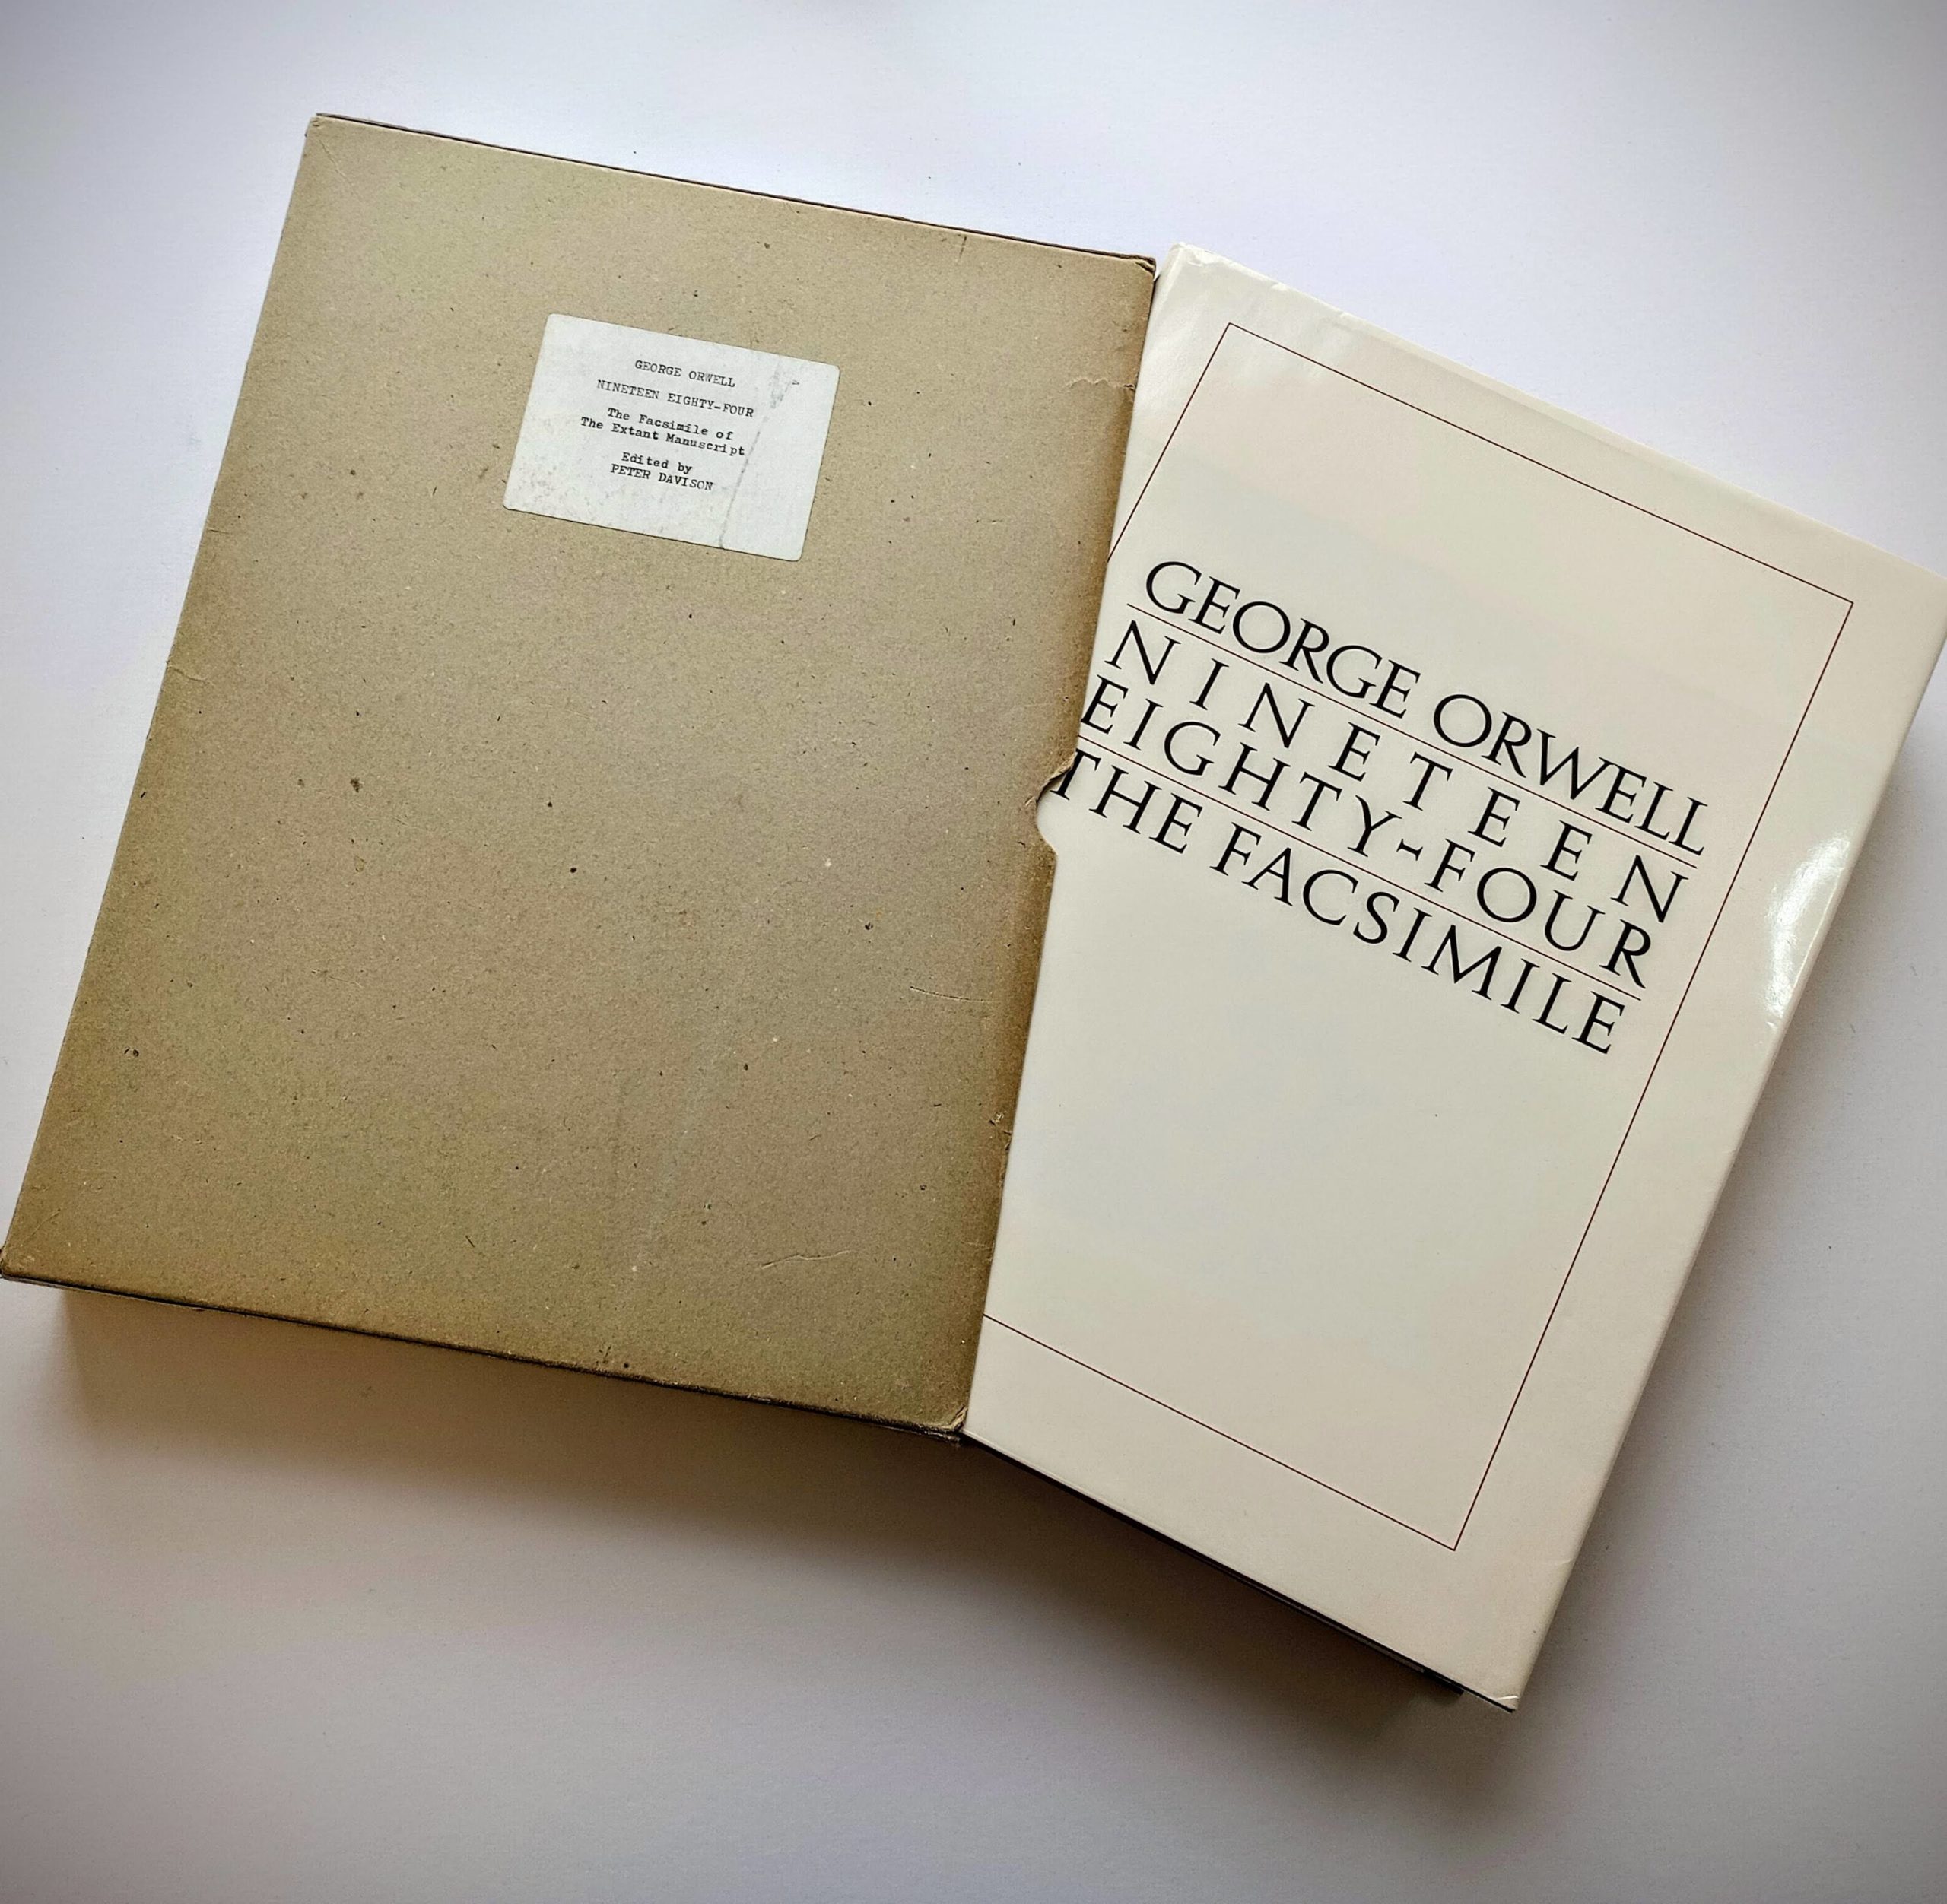 GEORGE ORWELL
NINETEEN EIGHTY-FOUR
The Facsimile of
The Extant Manuscript
Edited by
PETER DAVISON
GEORGE ORWELL
NINETEEN
EIGHTY-FOUR
THE FACSIMILE